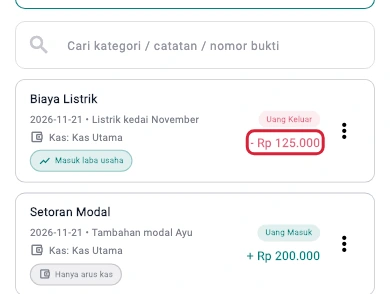 Cari kategori / catatan / nomor bukti
Biaya Listrik
2026-11-21 • Listrik kedai November
Uang Keluar
Kas: Kas Utama
- Rp 125.000
Masuk laba usaha
Setoran Modal
2026-11-21 • Tambahan modal Ayu
Uang Masuk
Kas: Kas Utama
+ Rp 200.000
Hanya arus kas